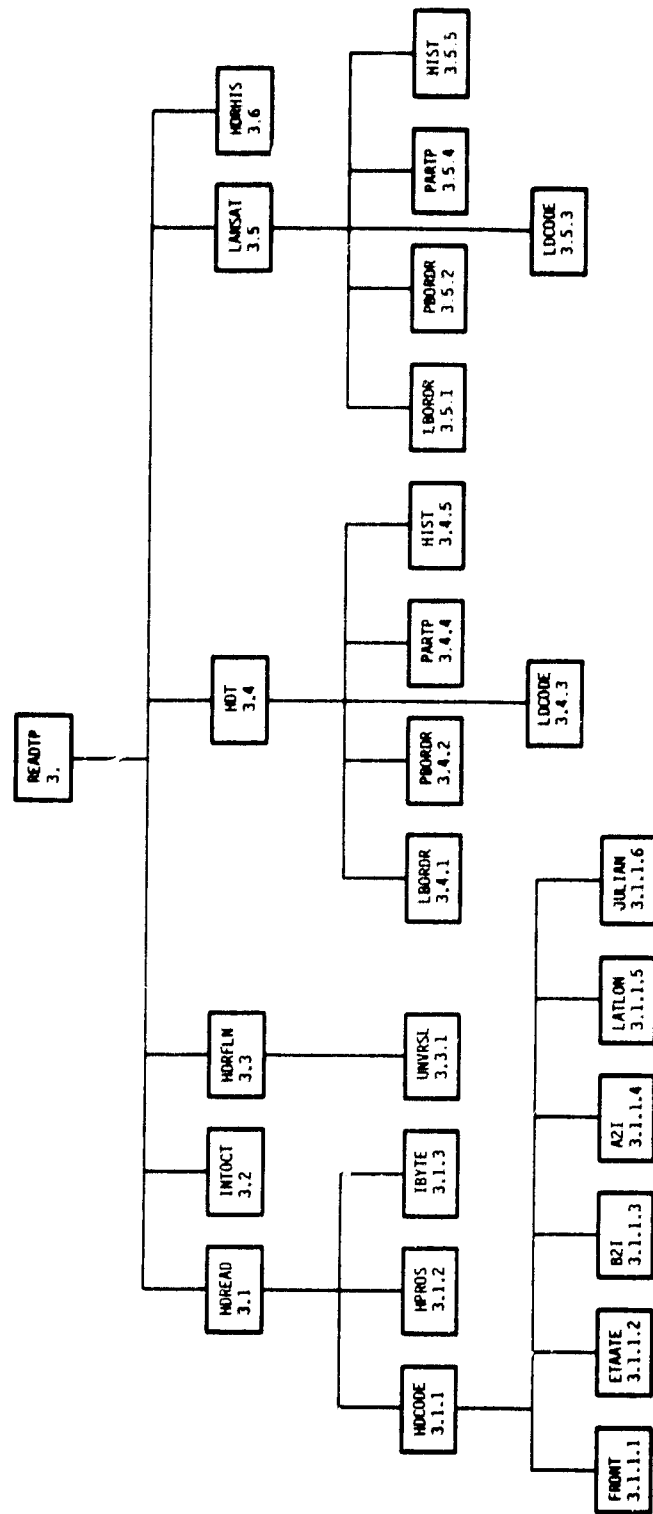 READTP
3.
HDREAD
3.1
INTOCT
3.2
HDRFLN
3.3
HDT
3.4
LANSAT
3.5
HDRHIS
3.6
HDCODE
3.1.1
HPROS
3.1.2
IBYTE
3.1.3
UNVRSL
3.3.1
LBORDR
3.4.1
PBORDR
3.4.2
PARTP
3.4.4
HIST
3.4.5
LBORDR
3.5.1
PBORDR
3.5.2
PARTP
3.5.4
HIST
3.5.5
LDCODE
3.4.3
LDCODE
3.5.3
FRONT
3.1.1.1
ETAATE
3.1.1.2
B2I
3.1.1.3
A2I
3.1.1.4
LATLON
3.1.1.5
JULIAN
3.1.1.6